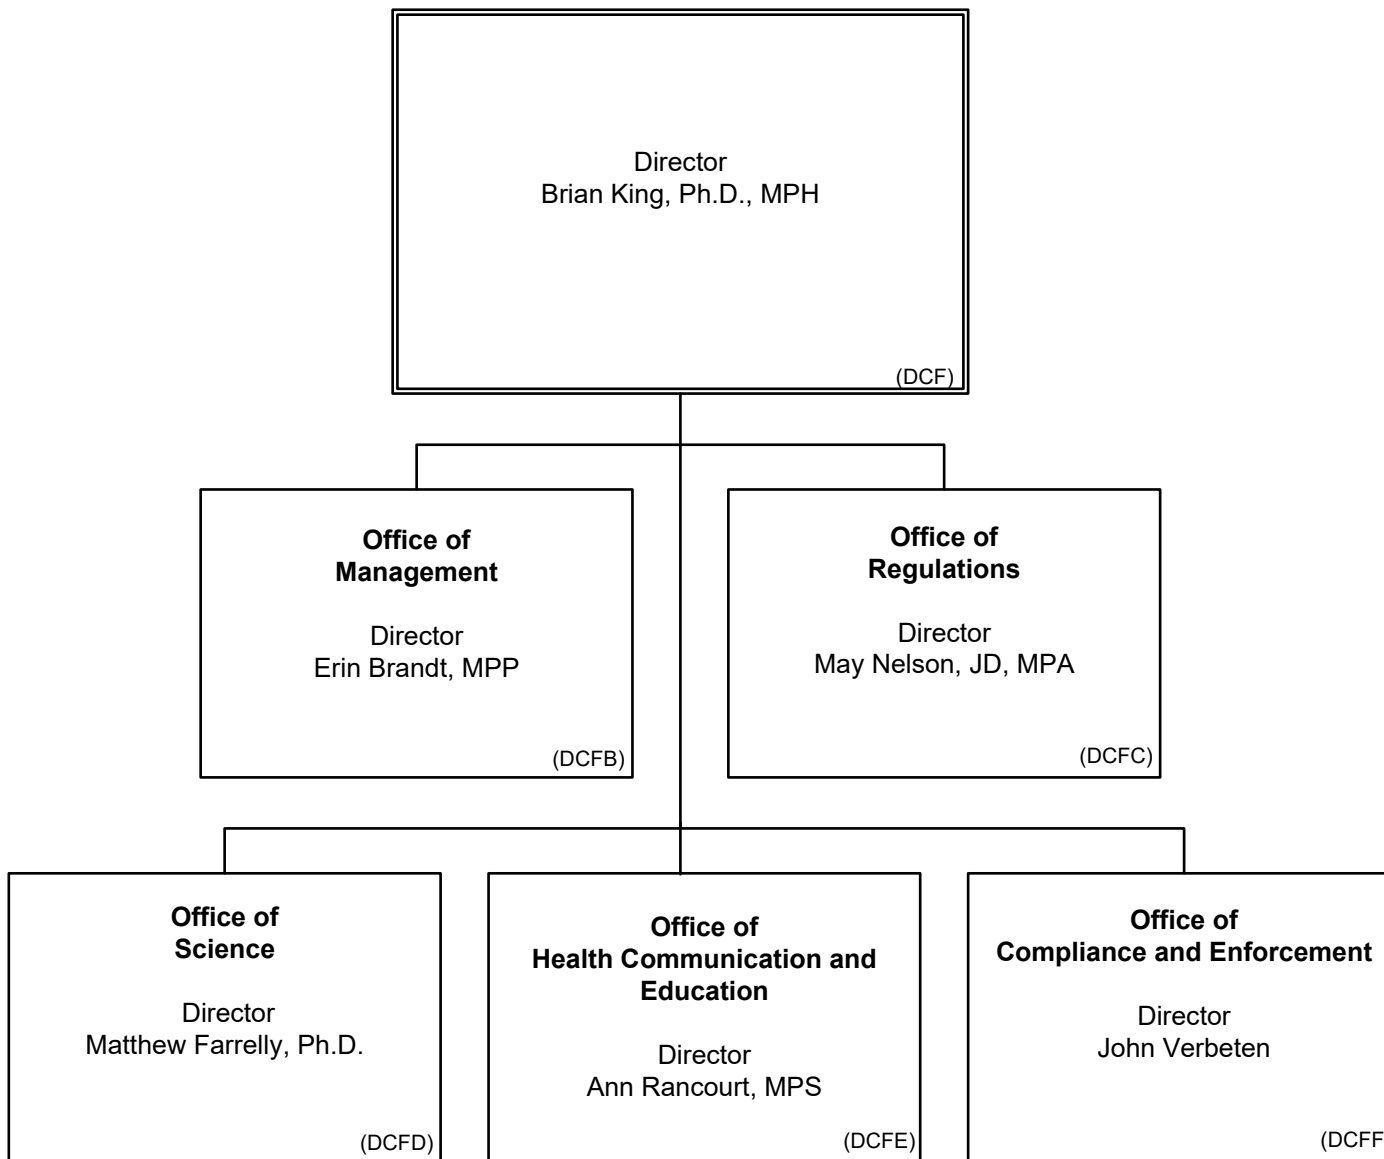 Director
Brian King, Ph.D., MPH
(DCF)
Office of
Management
Director
Erin Brandt, MPP
(DCFB)
Office of
Regulations
Director
May Nelson, JD, MPA
(DCFC)
Office of
Science
Director
Matthew Farrelly, Ph.D.
(DCFD)
Office of
Health Communication and
Education
Director
Ann Rancourt, MPS
(DCFE)
Office of
Compliance and Enforcement
Director
John Verbeten
(DCFF